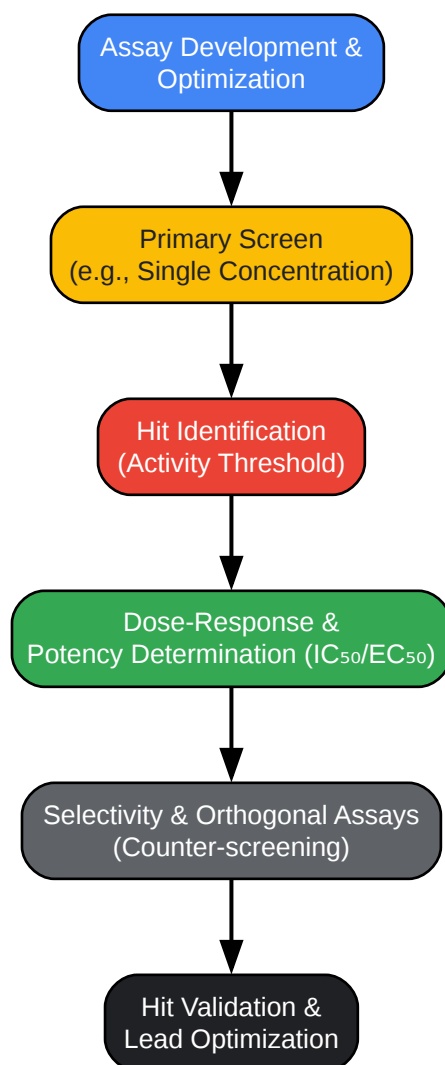 Assay Development &
Optimization
Primary Screen
(e.g., Single Concentration)
Hit Identification
(Activity Threshold)
Dose-Response &
Potency Determination (IC₅₀/EC₅₀)
Selectivity & Orthogonal Assays
(Counter-screening)
Hit Validation &
Lead Optimization